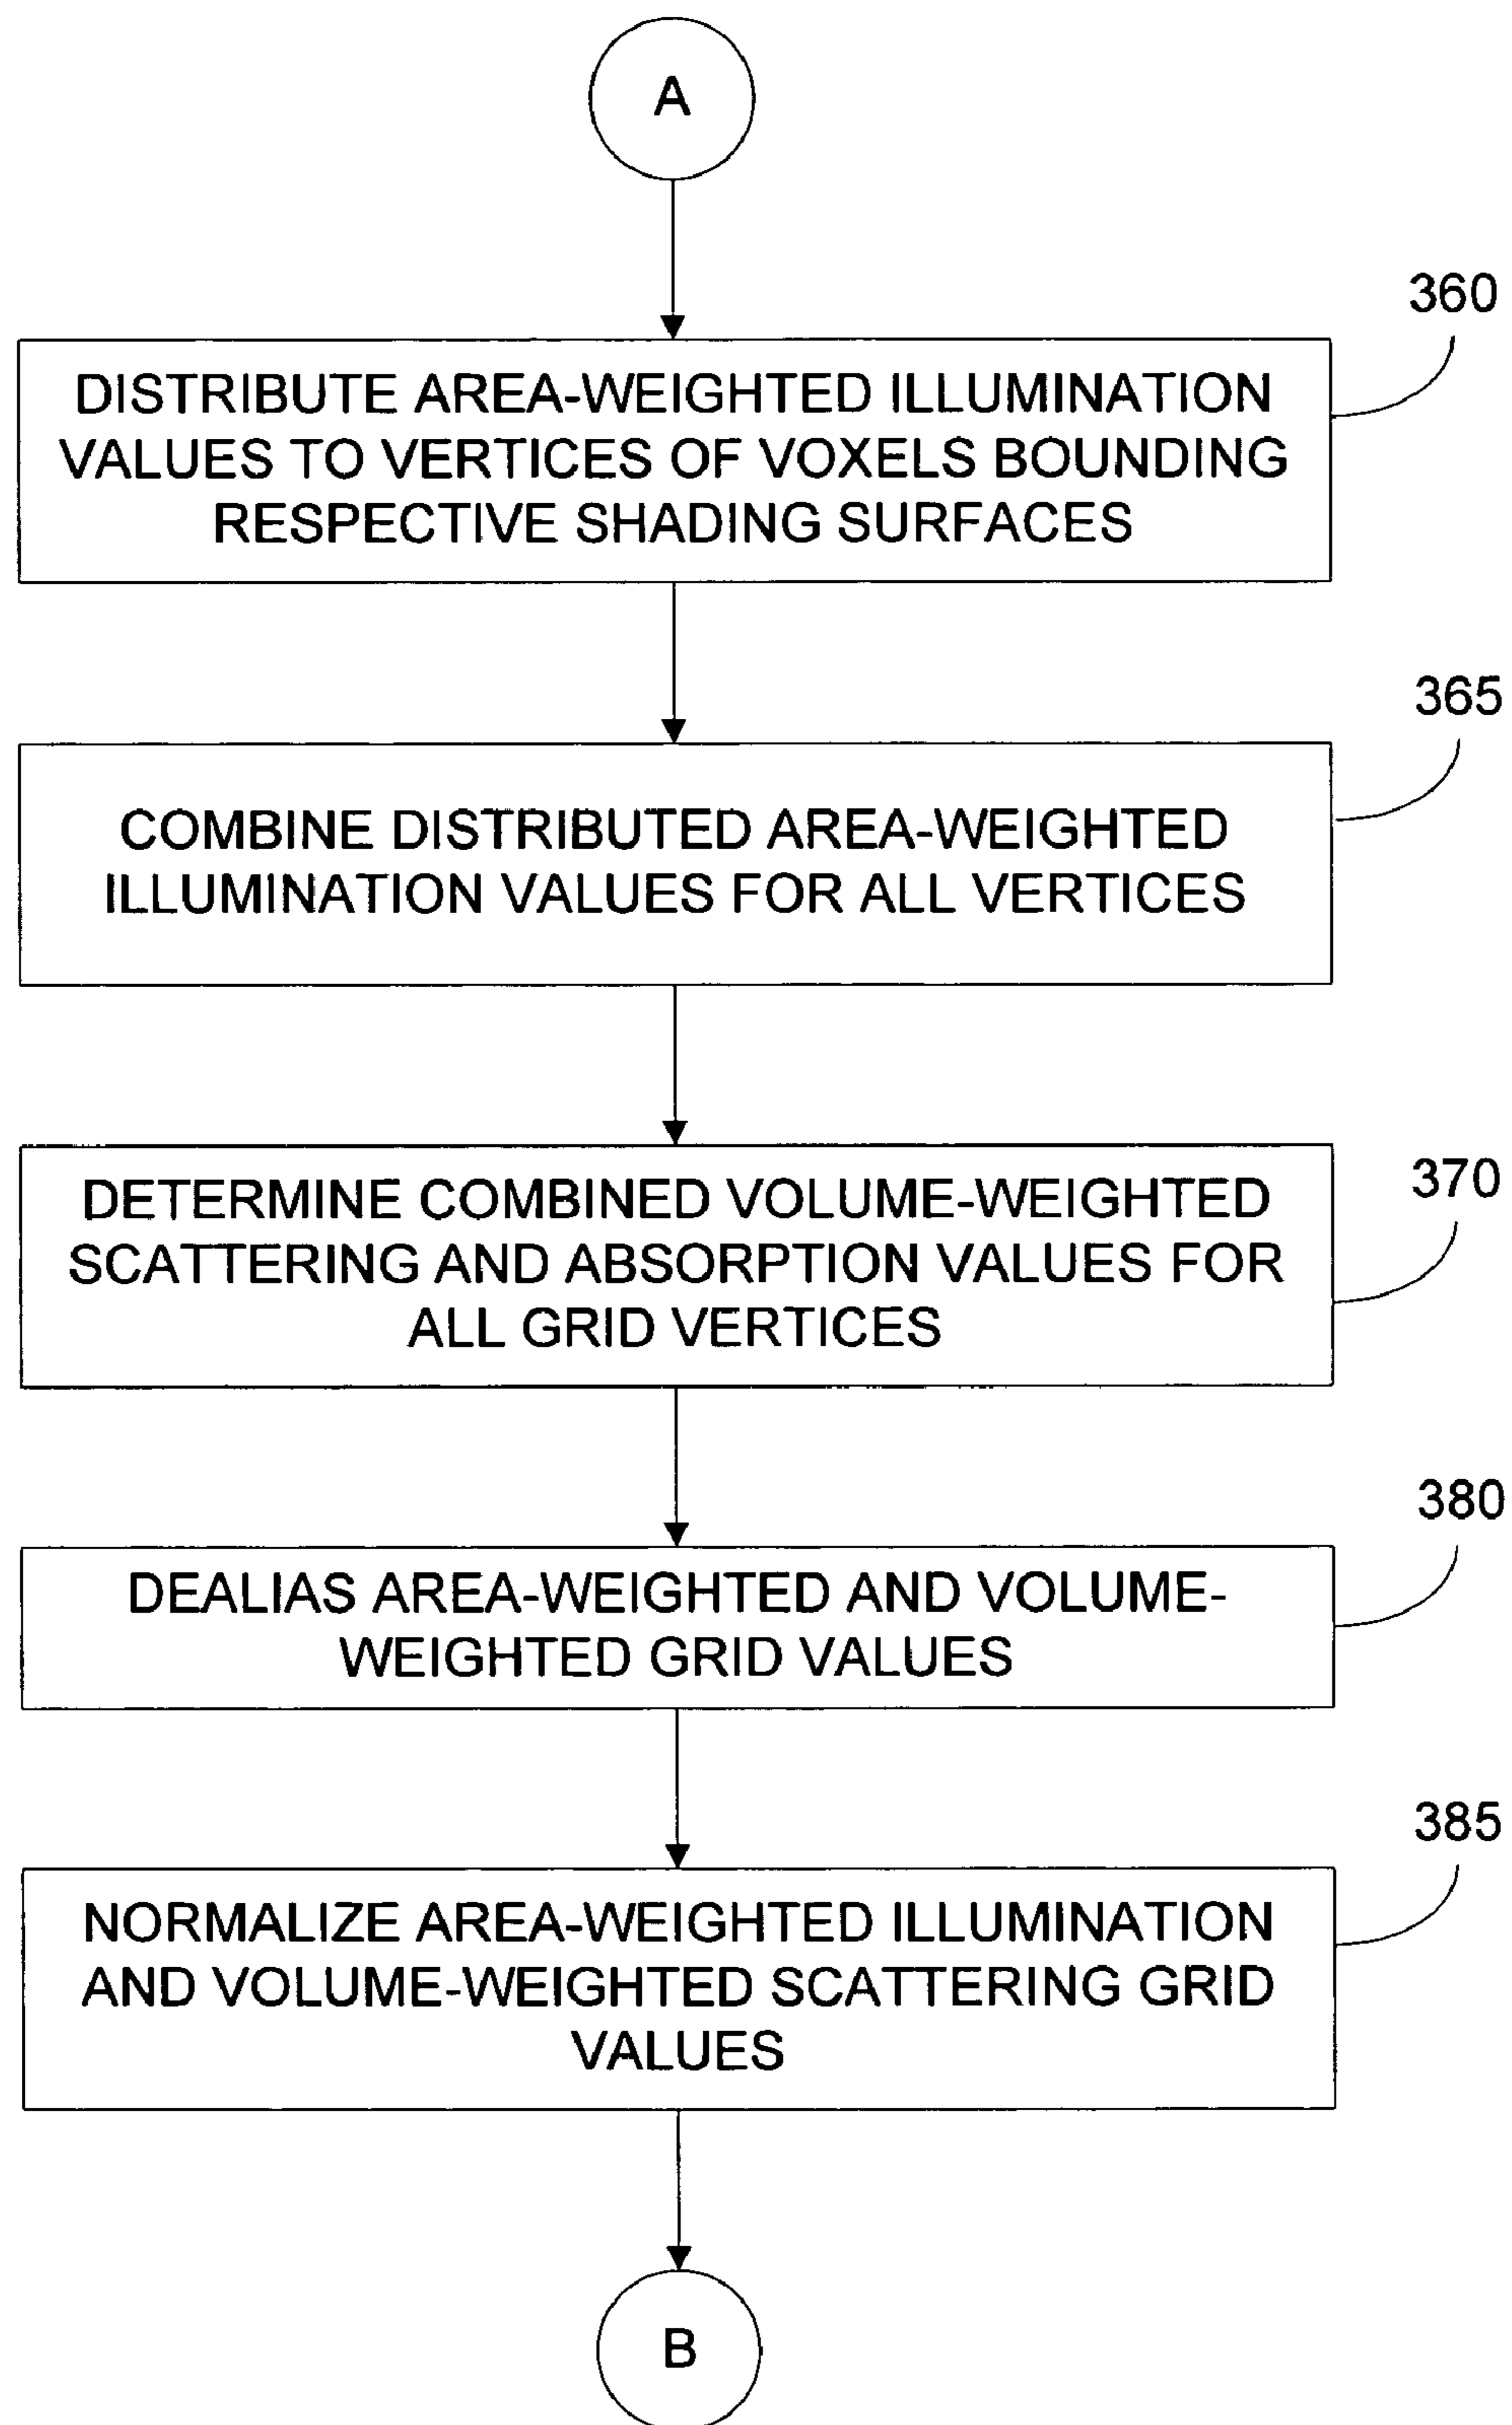 A
360
DISTRIBUTE AREA-WEIGHTED ILLUMINATION
VALUES TO VERTICES OF VOXELS BOUNDING
RESPECTIVE SHADING SURFACES
365
COMBINE DISTRIBUTED AREA-WEIGHTED
ILLUMINATION VALUES FOR ALL VERTICES
370
DETERMINE COMBINED VOLUME-WEIGHTED
SCATTERING AND ABSORPTION VALUES FOR
ALL GRID VERTICES
380
DEALIAS AREA-WEIGHTED AND VOLUME-
WEIGHTED GRID VALUES
385
NORMALIZE AREA-WEIGHTED ILLUMINATION
AND VOLUME-WEIGHTED SCATTERING GRID
VALUES
B